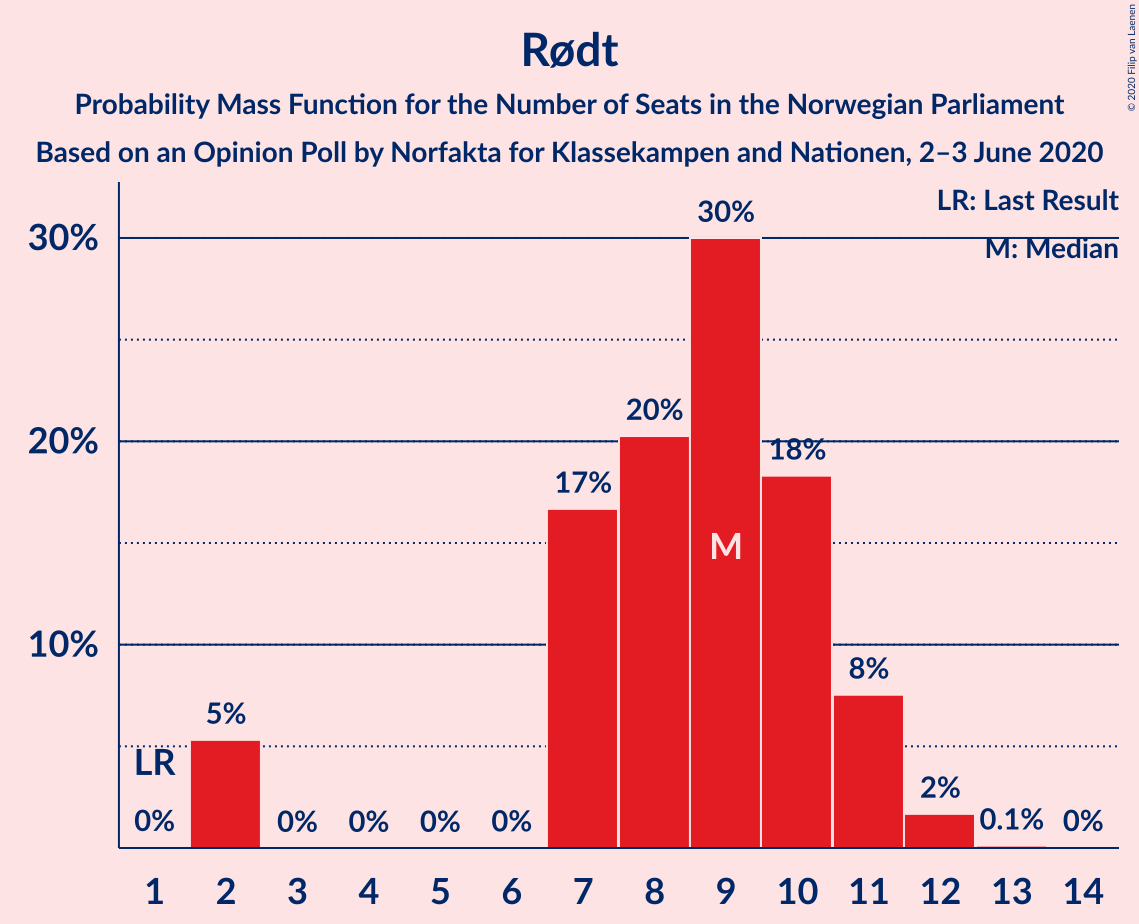 Rødt
Probability Mass Function for the Number of Seats in the Norwegian Parliament
Based on an Opinion Poll by Norfakta for Klassekampen and Nationen, 2–3 June 2020
© 2020 Filip van Laenen
LR: Last Result
M: Median
30%
20%
10%
LR
0%
5%
0%
0%
0%
0%
17%
20%
30%
M
18%
8%
2%
0.1%
0%
1 2 3 4 5 6 7 8 9 10 11 12 13 14